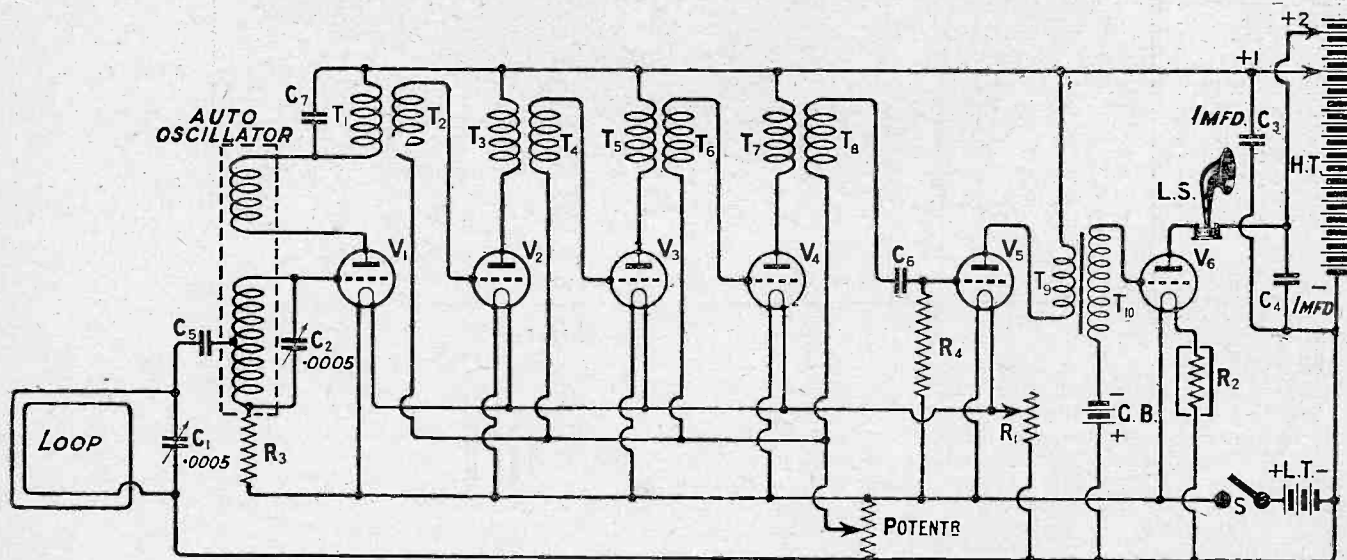 +2
+1
C7
T1
T2
T3
T4
T5
T6
T7
T8
AUTO
OSCILLATOR
1MFD. C3
H.T.
L.S.
V1
V2
V3
V4
C6
V5
T9
T10
V6
C4
1MFD
-
C5
C2
.0005
R4
R2
LOOP
C1
.0005
R3
R1
-
G.B.
+
+L.T.-
S
POTENTR